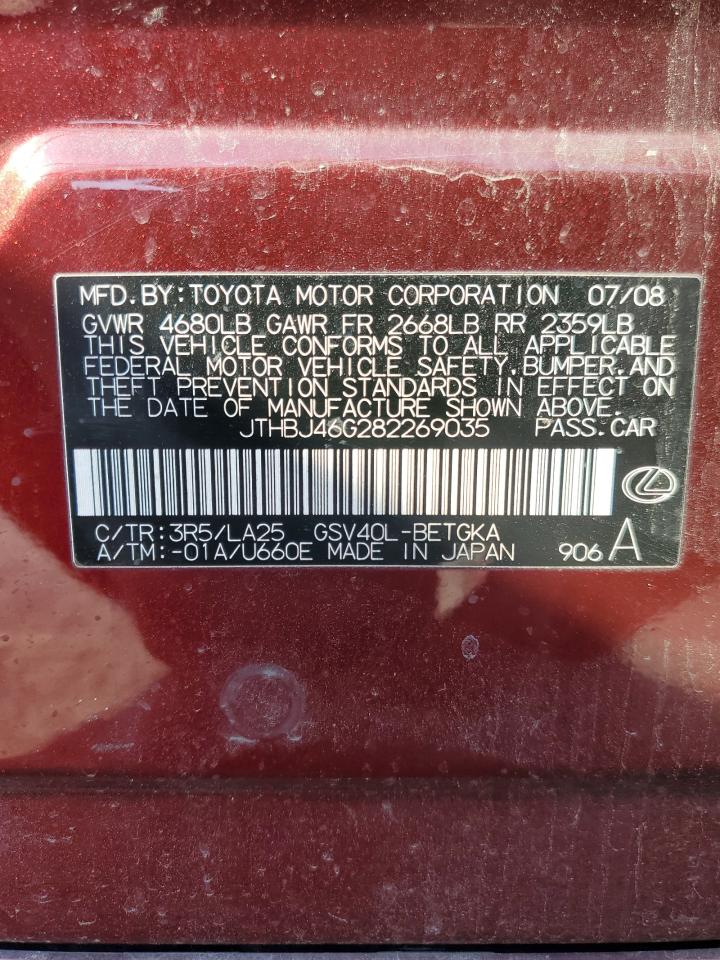 MFD.BY:TOYOTA MOTOR CORPORATION 07/08
GVWR 4680LB GAWR FR 2668LB RR 2359LB
THIS VEHICLE CONFORMS TO ALL APPLICABLE
FEDERAL MOTOR VEHICLE SAFETY,BUMPER,AND
THEFT PREVENTION STANDARDS IN EFFECT ON
THE DATE OF MANUFACTURE SHOWN ABOVE.
JTHBJ46G282269035 PASS.CAR
C/TR:3R5/LA25 GSV40L-BETGKA
A/TM:-01A/U660E MADE IN JAPAN 906 A